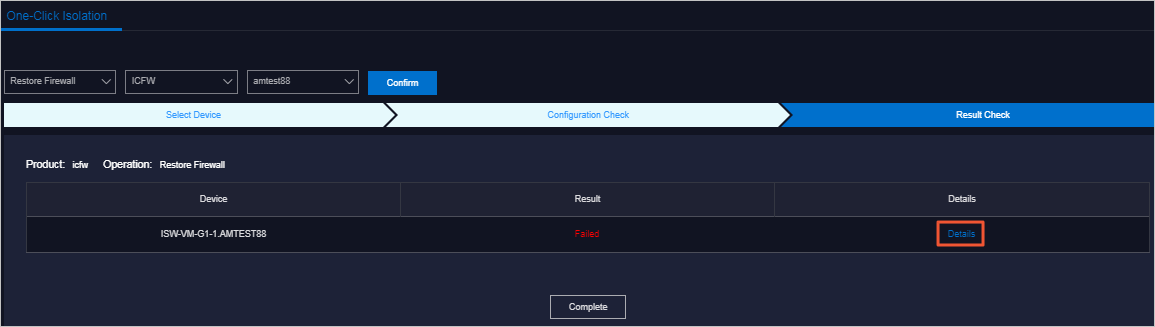 One-Click Isolation
Restore Firewall ICFW amtest88 Confirm
Select Device Configuration Check Result Check
Product: icfw Operation: Restore Firewall
Device Result Details
ISW-VM-G1-1.AMTEST88 Failed Details
Complete